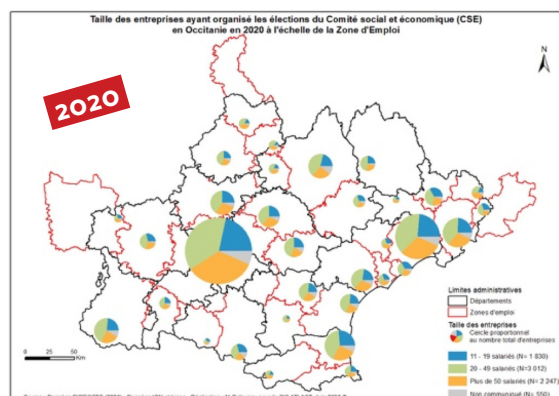 Taille des entreprises ayant organisé les élections du Comité social et économique (CSE)
en Occitanie en 2020 à l'échelle de la Zone d'Emploi
2020
N
Limites administratives
Départements
Zones d'emploi
Taille des entreprises
Cercle proportionnel
au nombre total d'entreprises
11 - 19 salariés (N= 1 830)
20 - 49 salariés (N=3 012)
Plus de 50 salariés (N= 2 247)
Non communiqué (N= 550)
0 25 50
Km